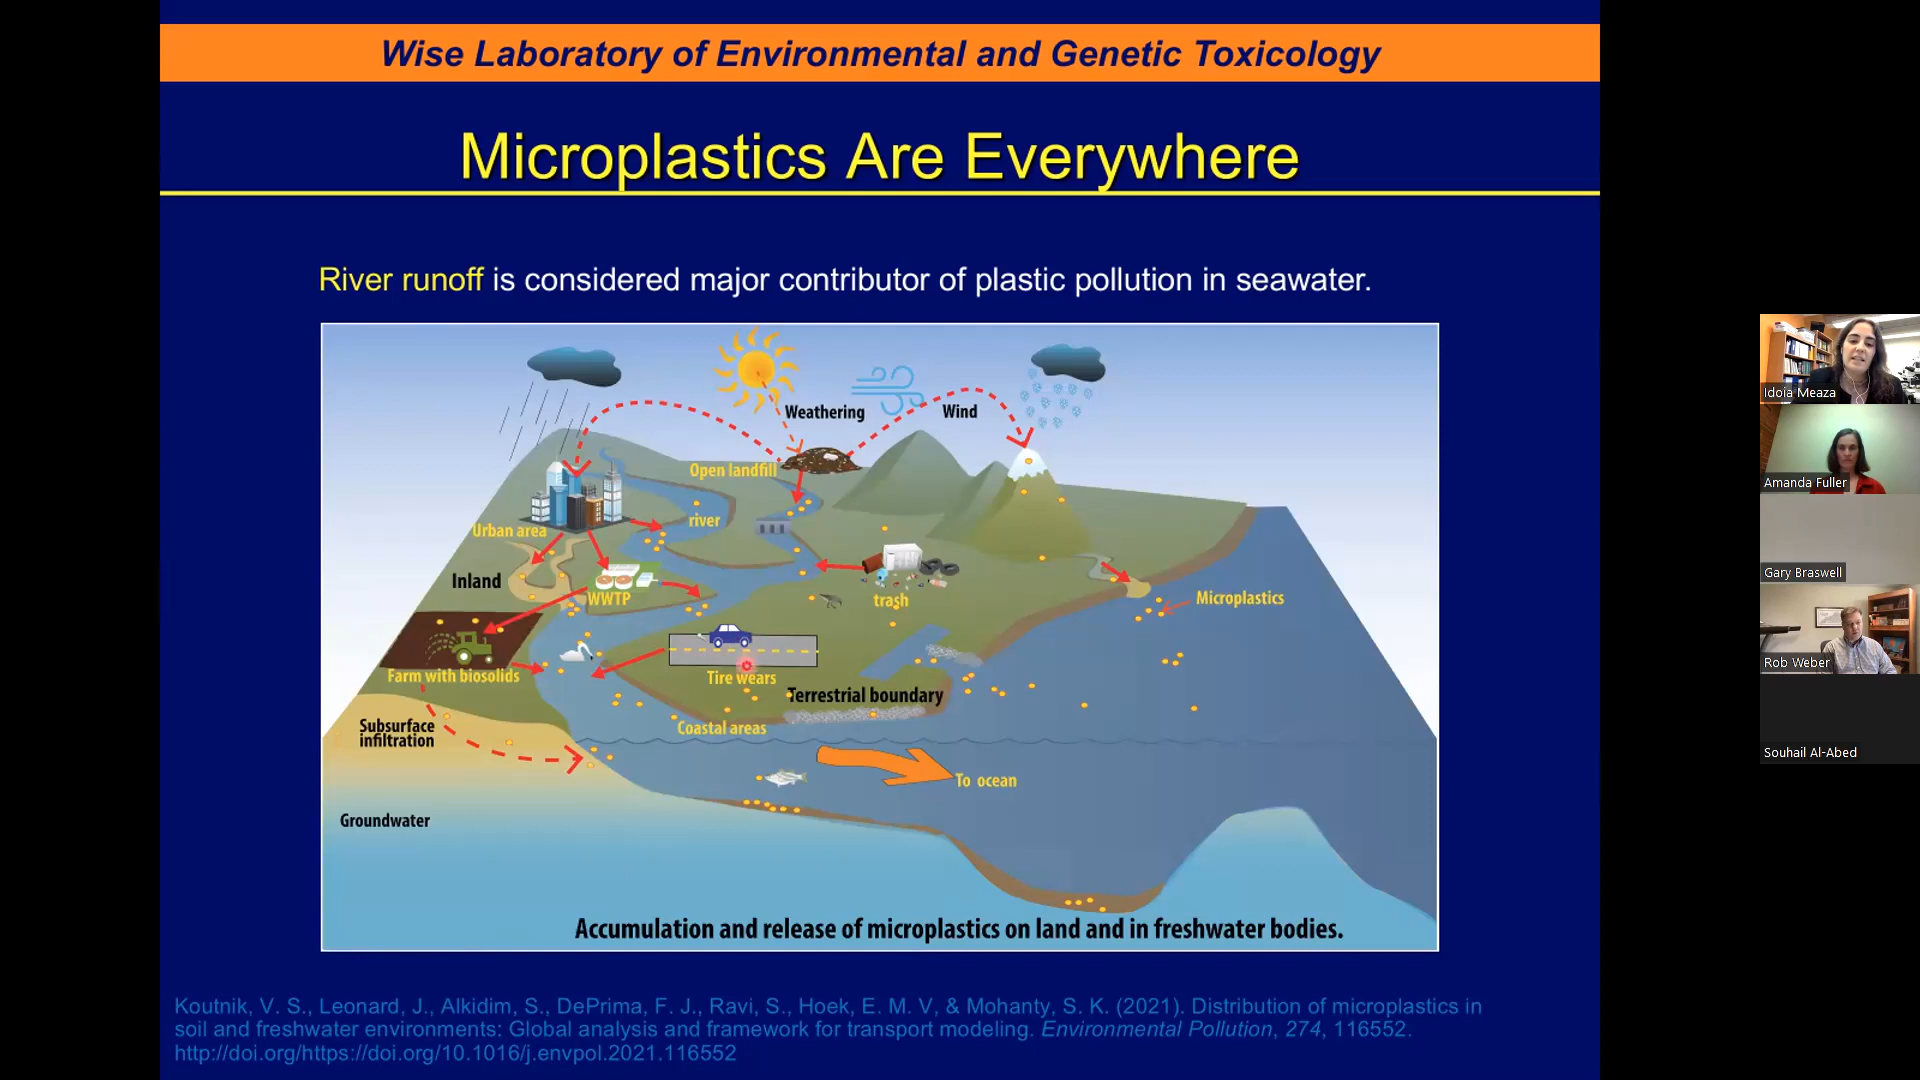 Wise Laboratory of Environmental and Genetic Toxicology
Microplastics Are Everywhere
River runoff is considered major contributor of plastic pollution in seawater.
Weathering
Wind
Open landfill
river
Urban area
Inland
WWTP
trash
Microplastics
Farm with biosolids
Tire wears
Terrestrial boundary
Subsurface
infiltration
Coastal areas
To ocean
Groundwater
Accumulation and release of microplastics on land and in freshwater bodies.
Koutnik, V. S., Leonard, J., Alkidim, S., DePrima, F. J., Ravi, S., Hoek, E. M. V, & Mohanty, S. K. (2021). Distribution of microplastics in
soil and freshwater environments: Global analysis and framework for transport modeling. Environmental Pollution, 274, 116552.
http://doi.org/https://doi.org/10.1016/j.envpol.2021.116552
Idoia Meaza
Amanda Fuller
Gary Braswell
Rob Weber
Souhail Al-Abed